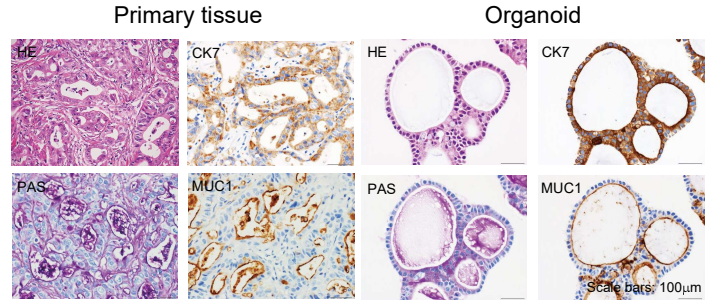 Primary tissue
Organoid
HE
CK7
HE
CK7
PAS
MUC1
PAS
MUC1
Scale bars: 100μm